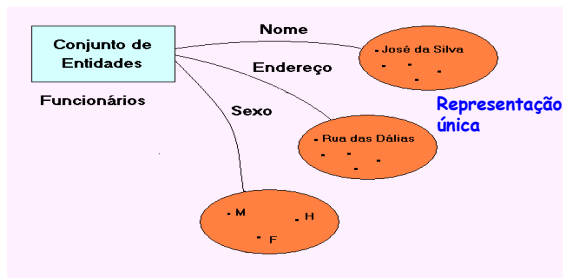 Conjunto de
Entidades
Funcionários
Nome
José da Silva
Endereço
Representação
única
Sexo
Rua das Dálias
M
H
F